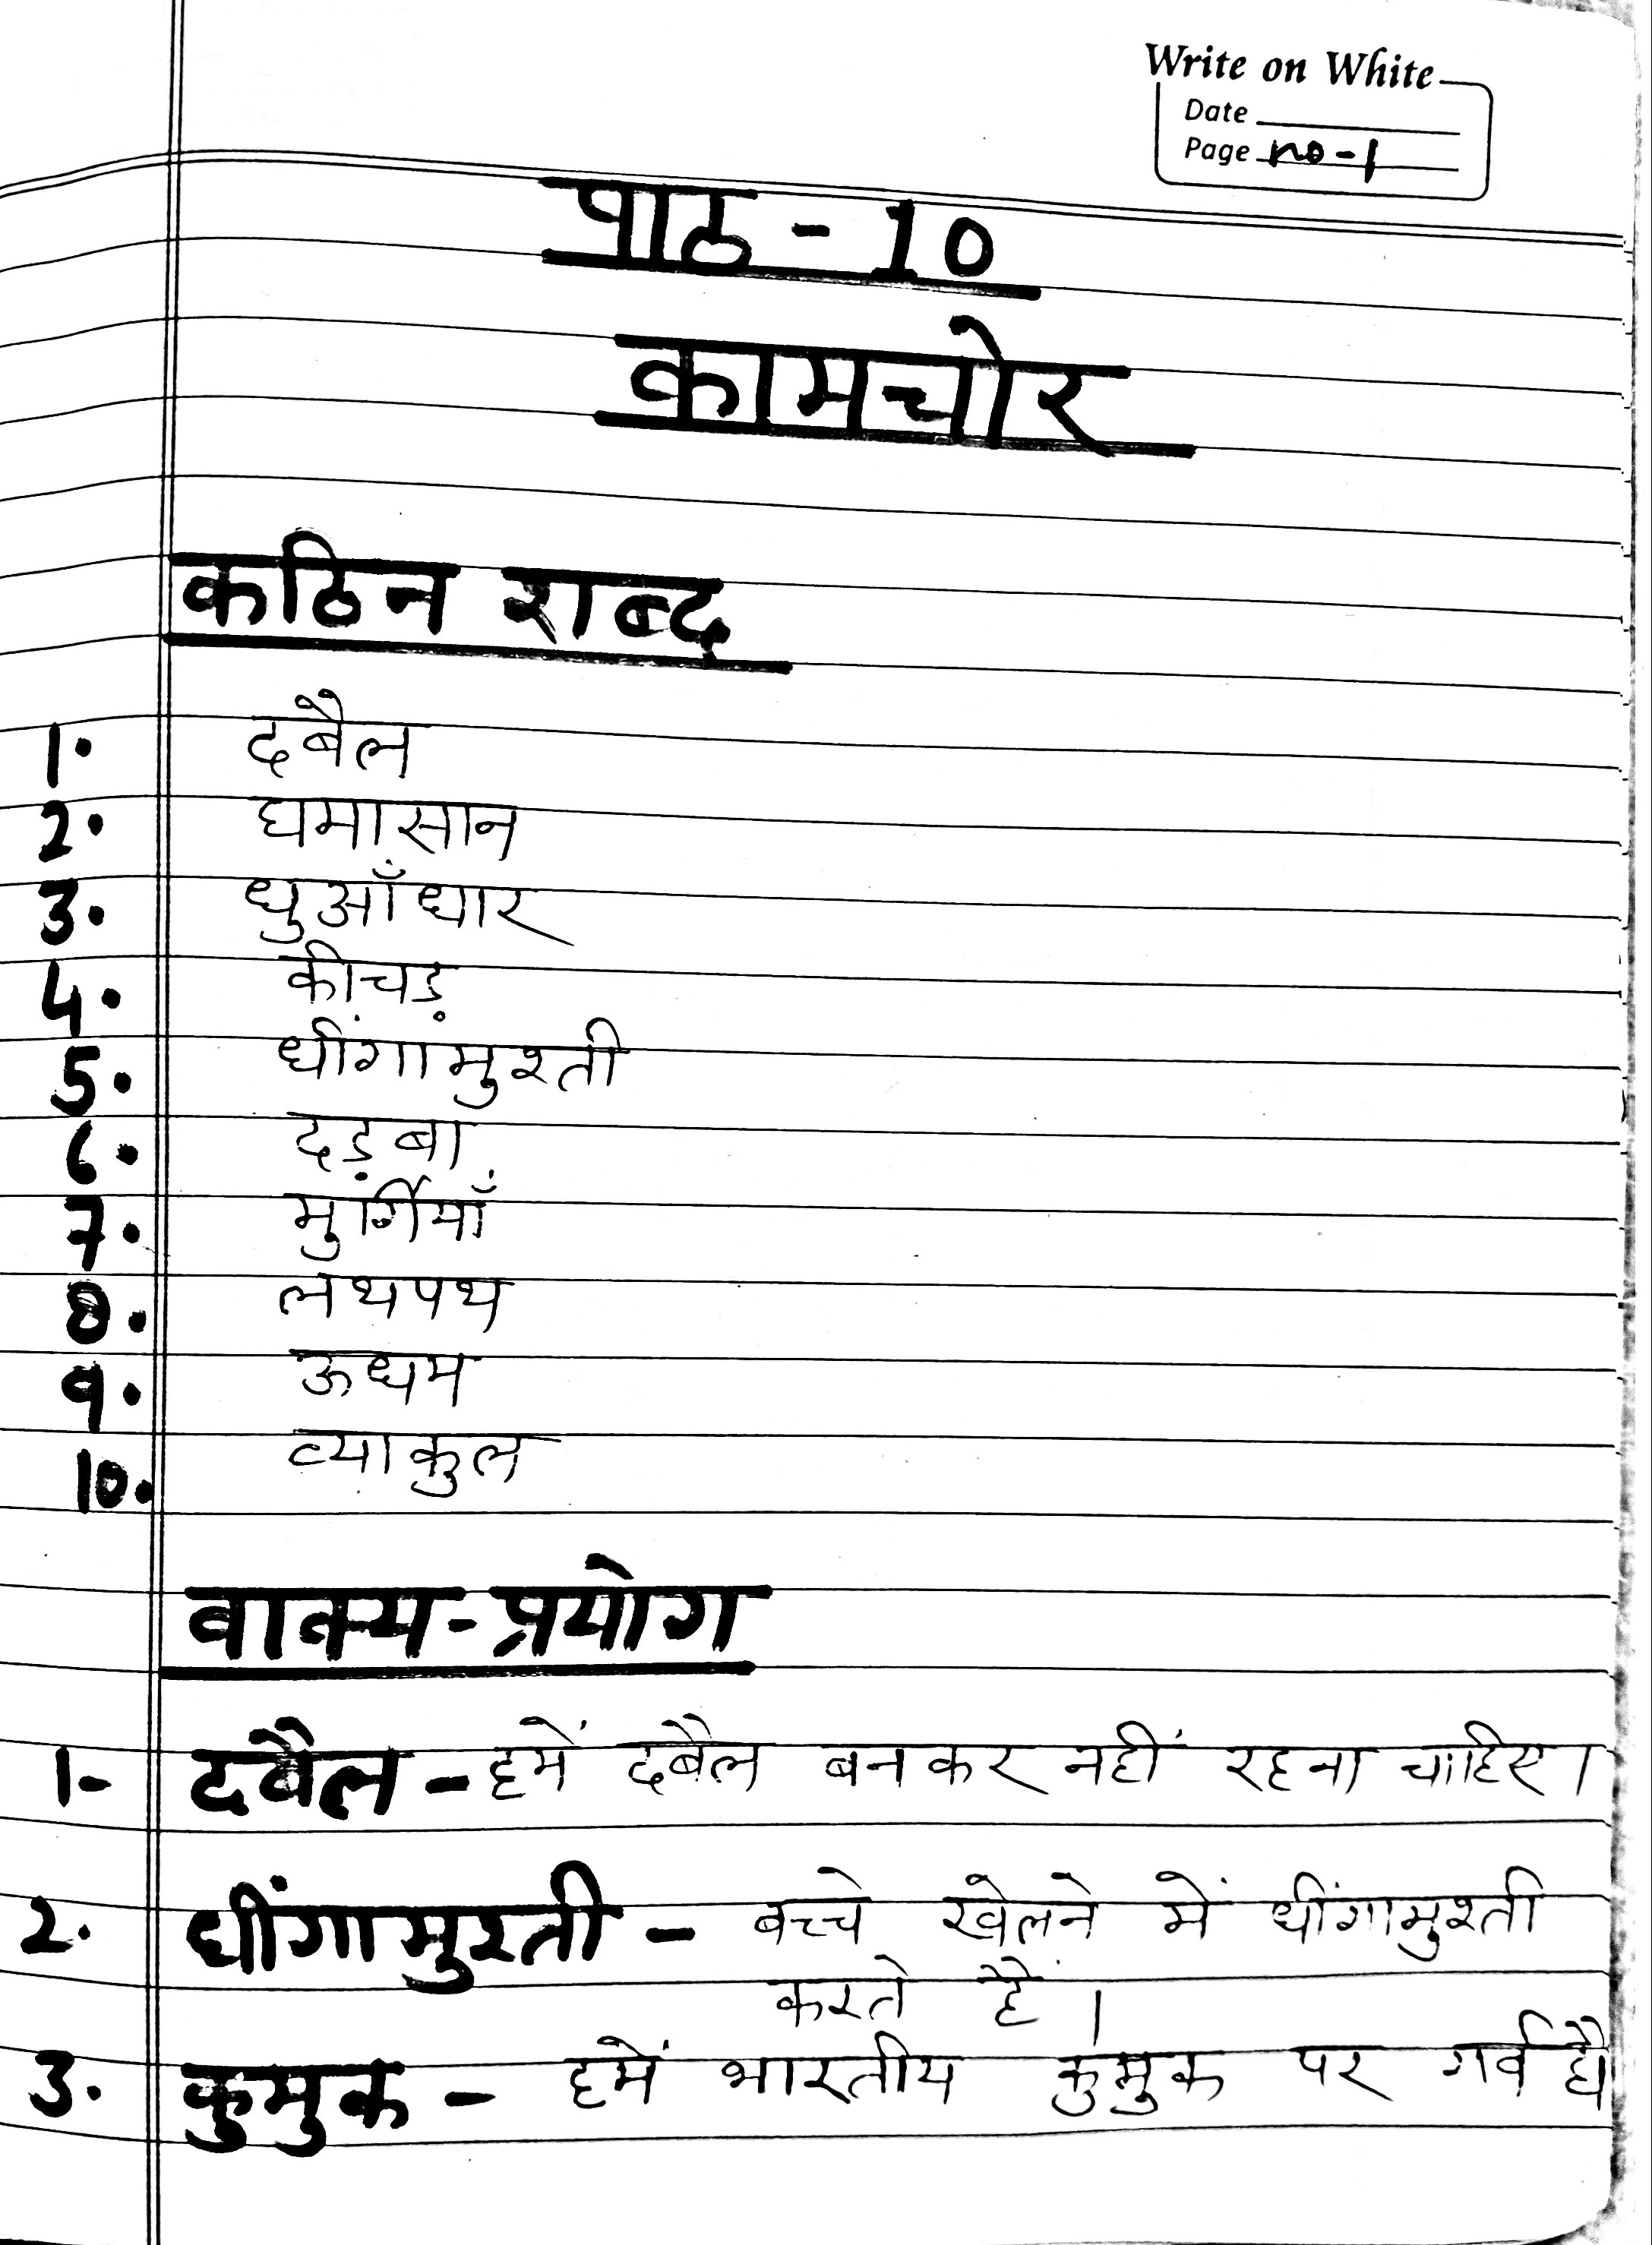 Write on White
Date
Page no-1
पाठ - 10
कामचोर
कठिन शब्द
1. दबैल
2. घमासान
3. धुआँधार
4. कीचड़
5. धींगामुश्ती
6. दड़बा
7. मुर्गियाँ
8. लथपथ
9. ऊधम
10. व्याकुल
वाक्य-प्रयोग
1- दबैल - हमें दबैल बनकर नहीं रहना चाहिए।
2. धींगामुश्ती - बच्चे खेलने में धींगामुश्ती
करते है।
3. कुमुक - हमें भारतीय कुमुक पर गर्व है